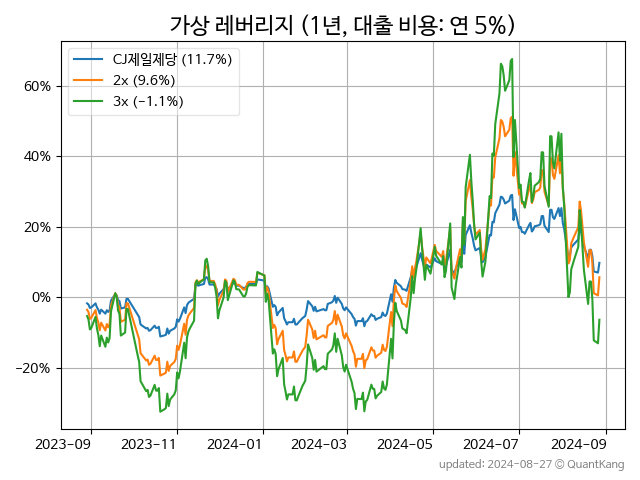 가상 레버리지 (1년, 대출 비용: 연 5%)
CJ제일제당 (11.7%)
2x (9.6%)
3x (−1.1%)
60%
40%
20%
0%
−20%
2023-09 2023-11 2024-01 2024-03 2024-05 2024-07 2024-09
updated: 2024-08-27 © QuantKang